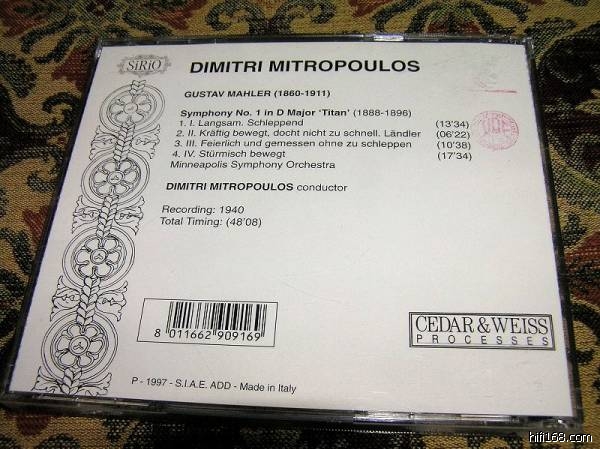 SiRiO
DIMITRI MITROPOULOS
GUSTAV MAHLER (1860-1911)
Symphony No. 1 in D Major ‘Titan’ (1888-1896)
1. I. Langsam. Schleppend (13'34)
2. II. Kräftig bewegt, docht nicht zu schnell. Ländler (06'22)
3. III. Feierlich und gemessen ohne zu schleppen (10'38)
4. IV. Stürmisch bewegt (17'34)
Minneapolis Symphony Orchestra
DIMITRI MITROPOULOS conductor
Recording: 1940
Total Timing: (48'08)
8 011662 909169
CEDAR & WEISS
PROCESSES
P - 1997 - S.I.A.E. ADD - Made in Italy
hifi168.com